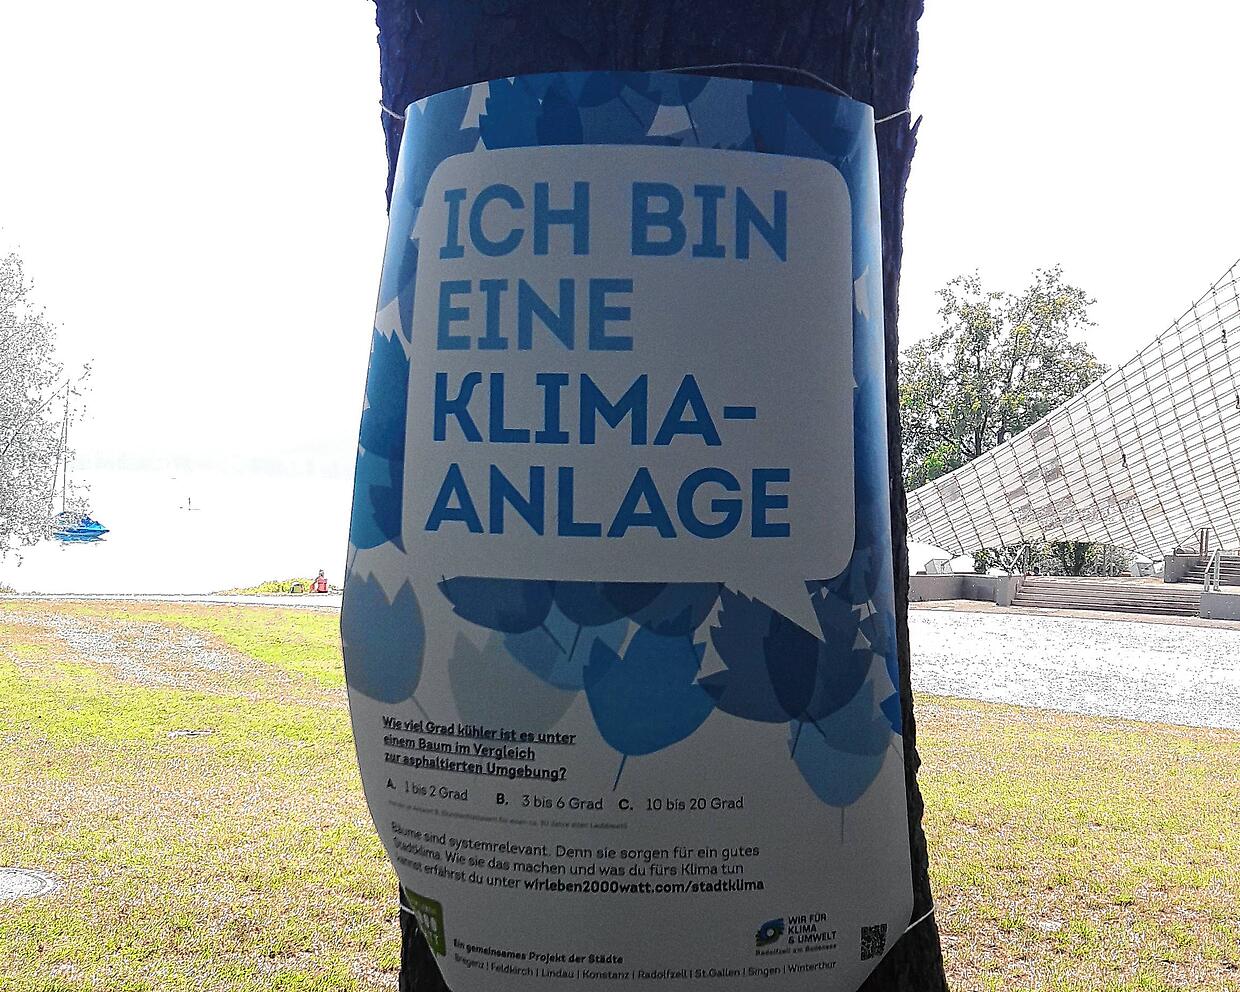 ICH BIN
EINE
KLIMA-
ANLAGE
Wie viel Grad kühler ist es unter
einem Baum im Vergleich
zur asphaltierten Umgebung?
A. 1 bis 2 Grad B. 3 bis 6 Grad C. 10 bis 20 Grad
Bäume sind systemrelevant. Denn sie sorgen für ein gutes
Stadtklima. Wie sie das machen und was du fürs Klima tun
kannst erfährst du unter wirleben2000watt.com/stadtklima
WIR FÜR
KLIMA
& UMWELT
Radolfzell am Bodensee
Ein gemeinsames Projekt der Städte
Bregenz | Feldkirch | Lindau | Konstanz | Radolfzell | St.Gallen | Singen | Winterthur